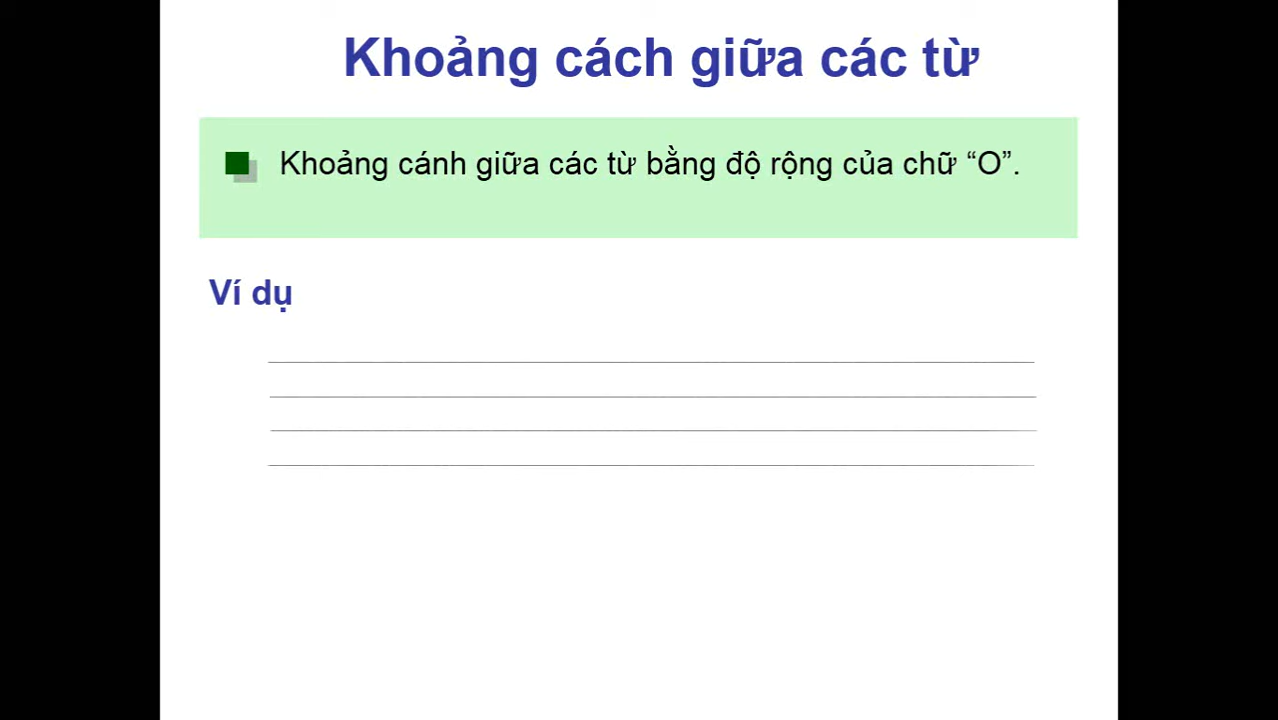 Khoảng cách giữa các từ
Khoảng cánh giữa các từ bằng độ rộng của chữ “O”.
Ví dụ